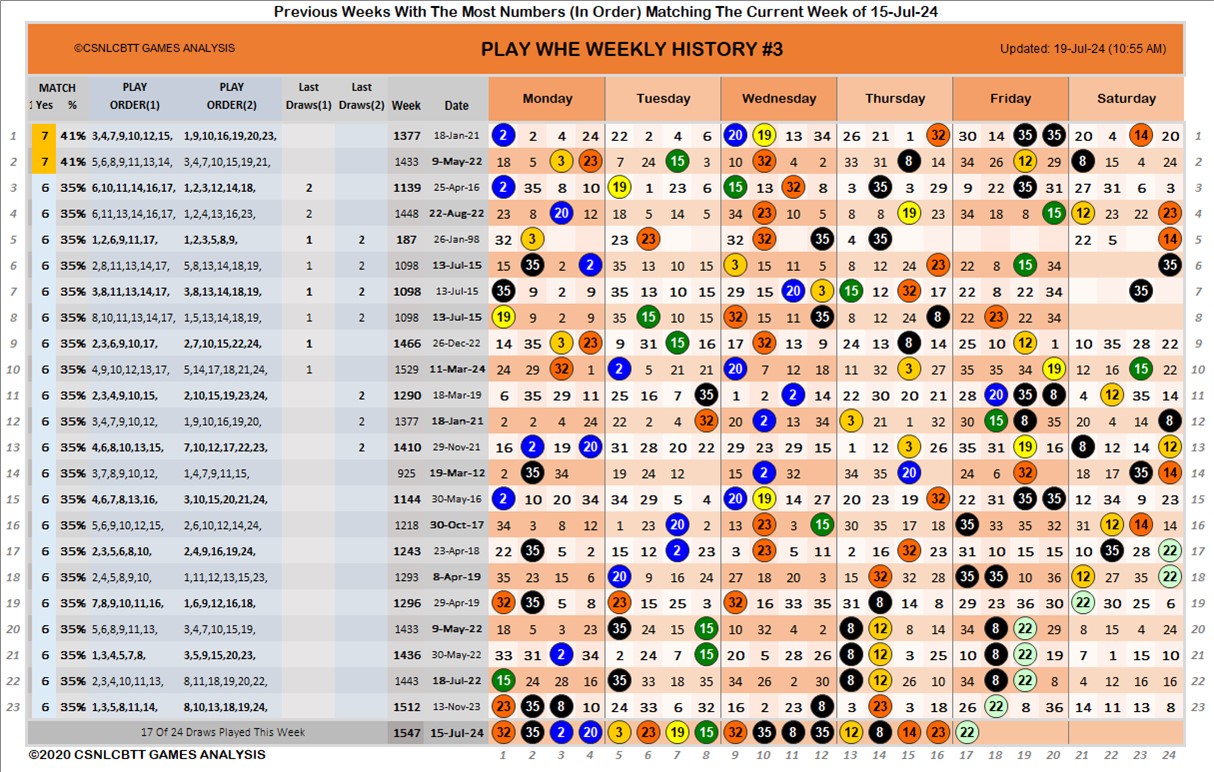 Previous Weeks With The Most Numbers (In Order) Matching The Current Week of 15-Jul-24
©CSNLCBTT GAMES ANALYSIS PLAY WHE WEEKLY HISTORY #3 Updated: 19-Jul-24 (10:55 AM)
MATCH PLAY PLAY Last Last
1 Yes % ORDER(1) ORDER(2) Draws(1) Draws(2) Week Date Monday Tuesday Wednesday Thursday Friday Saturday
1 7 41% 3,4,7,9,10,12,15, 1,9,10,16,19,20,23, 1377 18-Jan-21 2 2 4 24 22 2 4 6 20 19 13 34 26 21 1 32 30 14 35 35 20 4 14 20 1
2 7 41% 5,6,8,9,11,13,14, 3,4,7,10,15,19,21, 1433 9-May-22 18 5 3 23 7 24 15 3 10 32 4 2 33 31 8 14 34 26 12 29 8 15 4 24 2
3 6 35% 6,10,11,14,16,17, 1,2,3,12,14,18, 2 1139 25-Apr-16 2 35 8 10 19 1 23 6 15 13 32 8 3 35 3 29 9 22 35 31 27 31 6 3 3
4 6 35% 6,11,13,14,16,17, 1,2,4,13,16,23, 2 1448 22-Aug-22 23 8 20 12 18 5 14 5 34 23 10 5 8 8 19 23 34 18 8 15 12 23 22 23 4
5 6 35% 1,2,6,9,11,17, 1,2,3,5,8,9, 1 2 187 26-Jan-98 32 3 23 23 32 32 35 4 35 22 5 14 5
6 6 35% 2,8,11,13,14,17, 5,8,13,14,18,19, 1 2 1098 13-Jul-15 15 35 2 2 35 13 10 15 3 15 11 5 8 12 24 23 22 8 15 34 35 6
7 6 35% 3,8,11,13,14,17, 3,8,13,14,18,19, 1 2 1098 13-Jul-15 35 9 2 9 35 13 10 15 29 15 20 3 15 12 32 17 22 8 22 34 35 7
8 6 35% 8,10,11,13,14,17, 1,5,13,14,18,19, 1 2 1098 13-Jul-15 19 9 2 9 35 15 10 15 32 15 11 35 8 12 24 8 22 23 22 34 8
9 6 35% 2,3,6,9,10,17, 2,7,10,15,22,24, 1 1466 26-Dec-22 14 35 3 23 9 31 15 16 17 32 13 9 24 13 8 14 25 10 12 1 10 35 28 22 9
10 6 35% 4,9,10,12,13,17, 5,14,17,18,21,24, 1 1529 11-Mar-24 24 29 32 1 2 5 21 21 20 7 12 18 11 32 3 27 35 35 34 19 12 16 15 22 10
11 6 35% 2,3,4,9,10,15, 2,10,15,19,23,24, 2 1290 18-Mar-19 6 35 29 11 25 16 7 35 1 2 2 14 22 30 20 21 28 20 35 8 4 12 35 14 11
12 6 35% 3,4,7,9,10,12, 1,9,10,16,19,20, 2 1377 18-Jan-21 2 2 4 24 22 2 4 32 20 2 13 34 3 21 1 32 30 15 8 35 20 4 14 8 12
13 6 35% 4,6,8,10,13,15, 7,10,12,17,22,23, 2 1410 29-Nov-21 16 2 19 20 31 28 20 22 29 23 29 15 1 12 3 26 35 31 19 16 8 12 14 12 13
14 6 35% 3,7,8,9,10,12, 1,4,7,9,11,15, 925 19-Mar-12 2 35 34 19 24 12 15 2 32 34 35 20 24 6 32 18 17 35 14 14
15 6 35% 4,6,7,8,13,16, 3,10,15,20,21,24, 1144 30-May-16 2 10 20 34 34 29 5 4 20 19 14 27 20 23 19 32 22 31 35 35 12 34 9 23 15
16 6 35% 5,6,9,10,12,15, 2,6,10,12,14,24, 1218 30-Oct-17 34 3 8 12 1 23 20 2 13 23 3 15 30 35 17 18 35 33 35 32 31 12 23 14 16
17 6 35% 2,3,5,6,8,10, 2,4,9,16,19,24, 1243 23-Apr-18 22 35 5 2 15 12 2 23 3 23 5 11 2 16 32 23 31 10 15 15 10 35 28 22 17
18 6 35% 2,4,5,8,9,10, 1,11,12,13,15,23, 1293 8-Apr-19 35 23 15 6 20 9 16 24 27 18 20 3 15 32 32 28 35 35 10 36 12 27 35 22 18
19 6 35% 7,8,9,10,11,16, 1,6,9,12,16,18, 1296 29-Apr-19 32 35 5 8 23 15 25 3 32 16 33 35 31 8 14 8 29 23 36 30 22 30 25 6 19
20 6 35% 5,6,8,9,11,13, 3,4,7,10,15,19, 1433 9-May-22 18 5 3 23 35 24 15 15 10 32 4 2 8 12 8 14 34 8 22 29 8 15 4 24 20
21 6 35% 1,3,4,5,7,8, 3,5,9,15,20,23, 1436 30-May-22 33 31 2 34 2 24 7 15 20 5 28 26 8 12 3 31 10 8 22 19 7 1 15 10 21
22 6 35% 2,3,4,10,11,13, 8,11,18,19,20,22, 1443 18-Jul-22 15 24 28 16 35 33 18 35 34 26 2 30 8 12 26 10 34 8 22 8 4 12 16 16 22
23 6 35% 1,3,5,8,11,14, 8,10,13,18,19,24, 1512 13-Nov-23 23 35 8 10 24 33 6 32 16 2 23 8 3 23 3 18 26 22 8 36 14 11 13 8 23
17 Of 24 Draws Played This Week 1547 15-Jul-24 32 35 2 20 3 23 19 15 32 35 8 35 12 8 14 23 22
©2020 CSNLCBTT GAMES ANALYSIS 1 2 3 4 5 6 7 8 9 10 11 12 13 14 15 16 17 18 19 20 21 22 23 24